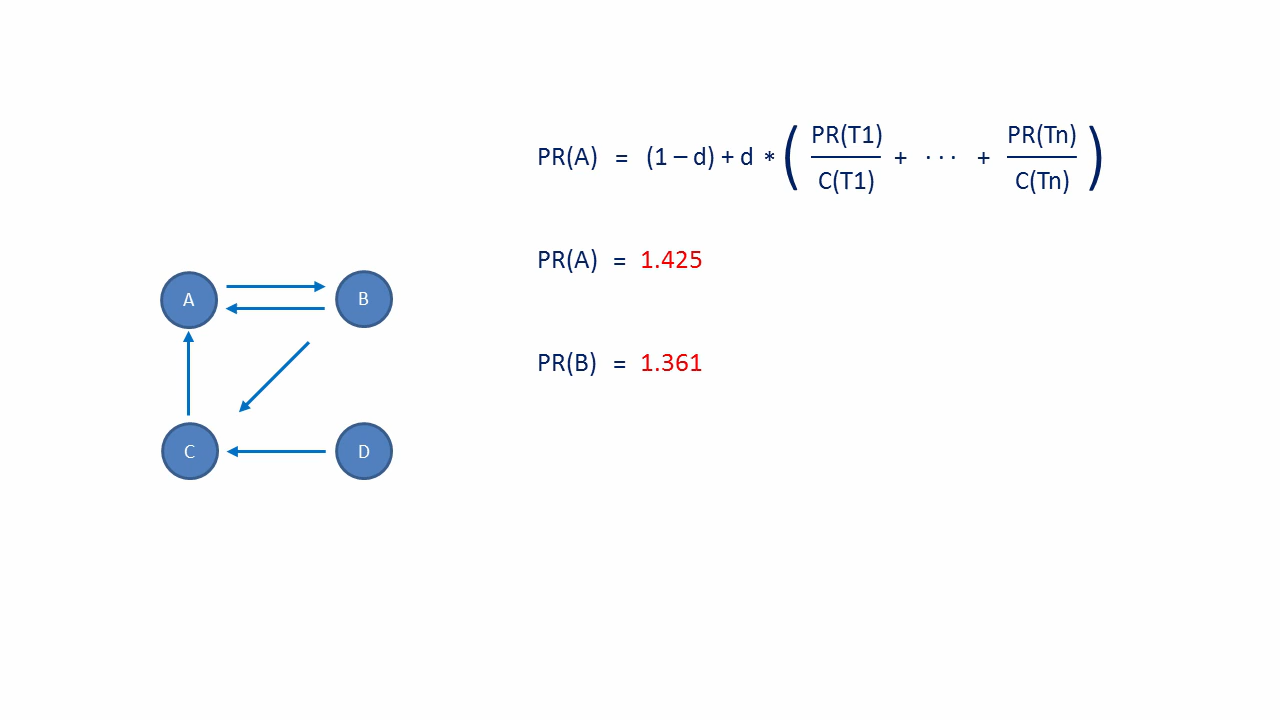 PR(A) = (1 – d) + d * ( PR(T1) / C(T1) + · · · + PR(Tn) / C(Tn) )
PR(A) = 1.425
A
B
PR(B) = 1.361
C
D